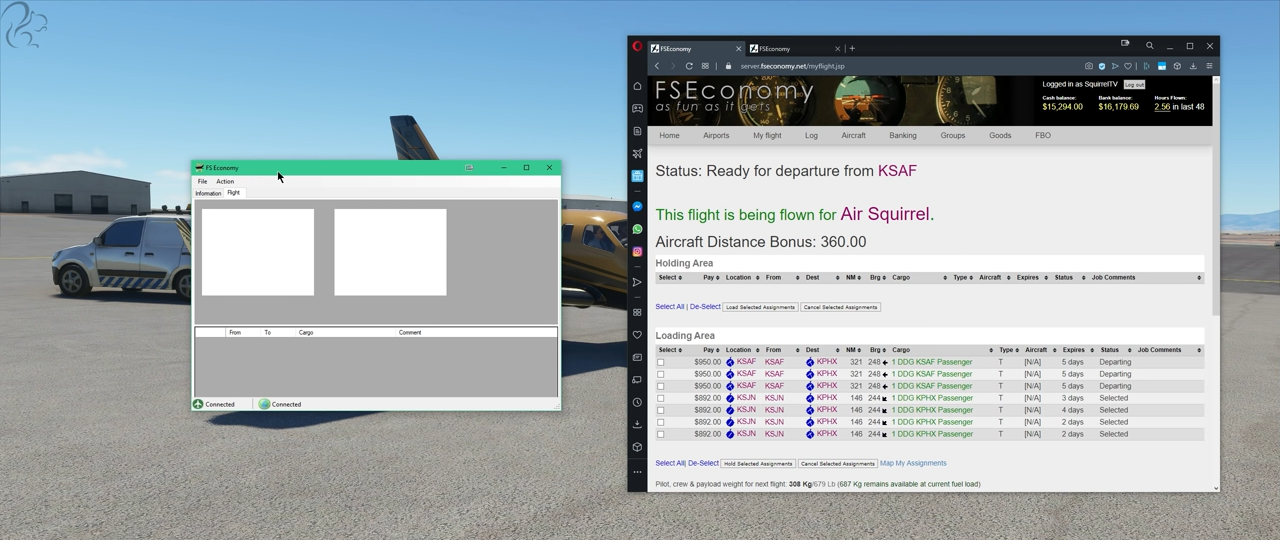 FS Economy
File Action
Information Flight
From To Cargo Comment
Connected Connected
FSEconomy FSEconomy
server.fseconomy.net/myflight.jsp
FSEconomy
as fun as it gets
Logged in as SquirrelTV Log out
Cash balance: Bank balance: Hours Flown:
$15,294.00 $16,179.69 2.56 in last 48
Home Airports My flight Log Aircraft Banking Groups Goods FBO
Status: Ready for departure from KSAF
This flight is being flown for Air Squirrel.
Aircraft Distance Bonus: 360.00
Holding Area
Select Pay Location From Dest NM Brg Cargo Type Aircraft Expires Status Job Comments
Select All | De-Select Load Selected Assignments Cancel Selected Assignments
Loading Area
Select Pay Location From Dest NM Brg Cargo Type Aircraft Expires Status Job Comments
$950.00 KSAF KSAF KPHX 321 248 1 DDG KSAF Passenger T [N/A] 5 days Departing
$950.00 KSAF KSAF KPHX 321 248 1 DDG KSAF Passenger T [N/A] 5 days Departing
$950.00 KSAF KSAF KPHX 321 248 1 DDG KSAF Passenger T [N/A] 5 days Departing
$892.00 KSJN KSJN KPHX 146 244 1 DDG KPHX Passenger T [N/A] 3 days Selected
$892.00 KSJN KSJN KPHX 146 244 1 DDG KPHX Passenger T [N/A] 4 days Selected
$892.00 KSJN KSJN KPHX 146 244 1 DDG KPHX Passenger T [N/A] 2 days Selected
$892.00 KSJN KSJN KPHX 146 244 1 DDG KPHX Passenger T [N/A] 2 days Selected
Select All| De-Select Hold Selected Assignments Cancel Selected Assignments Map My Assignments
Pilot, crew & payload weight for next flight: 308 Kg/679 Lb (687 Kg remains available at current fuel load)